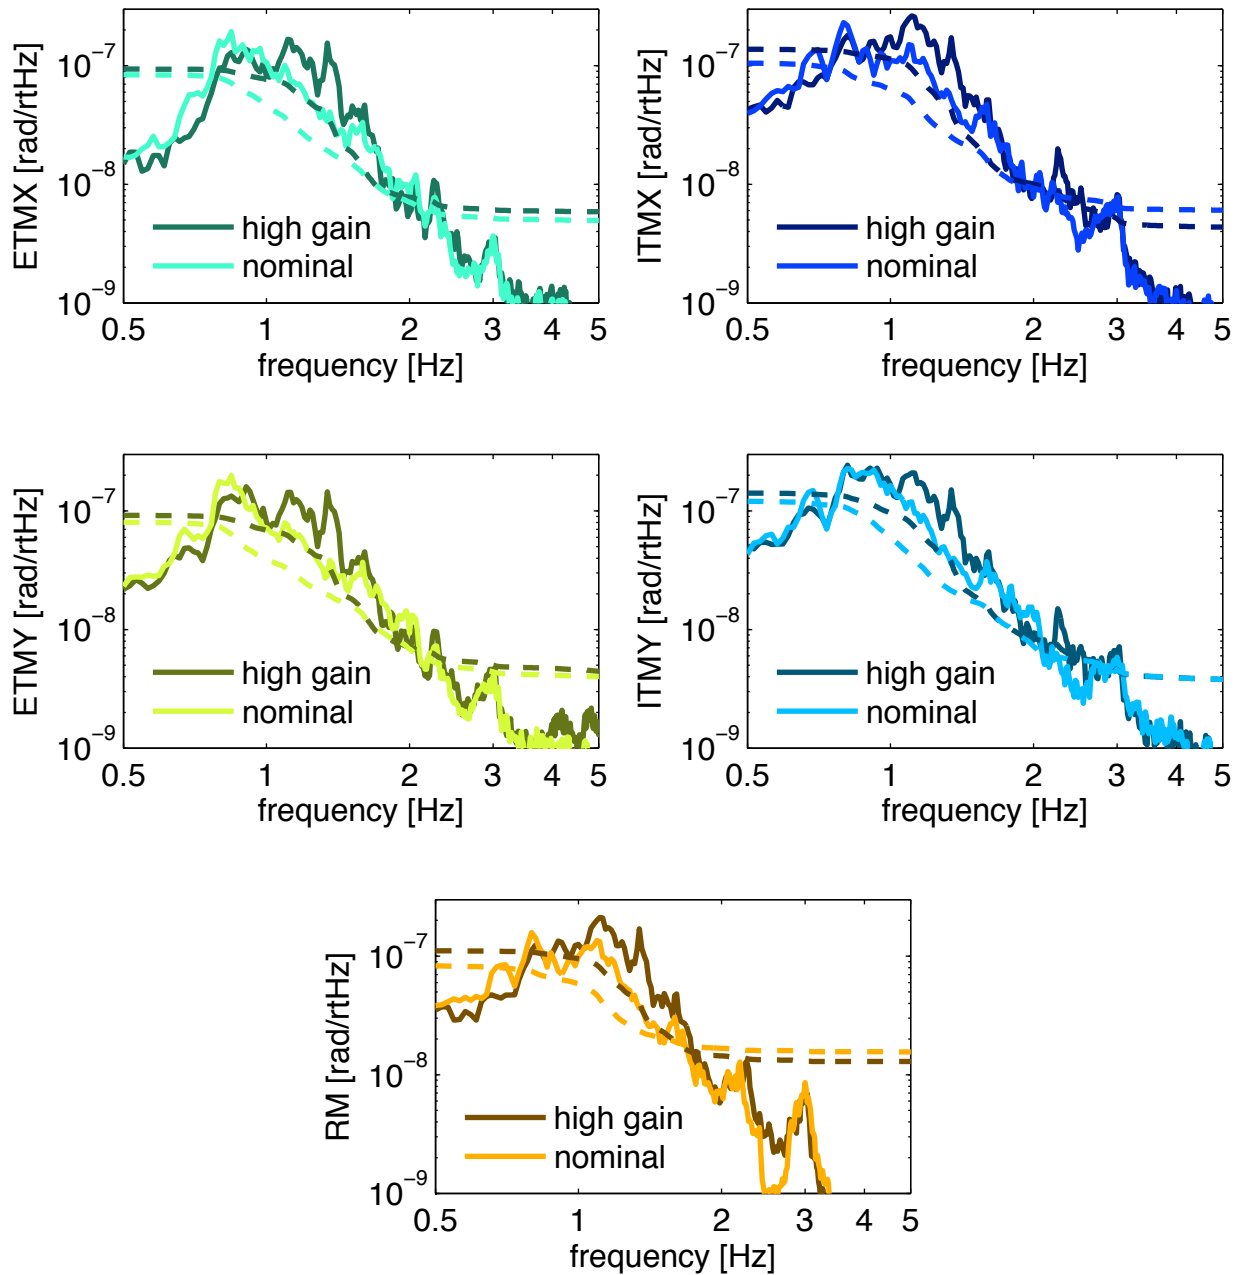 ETMX [rad/rtHz]
10⁻⁷
10⁻⁸
10⁻⁹
high gain
nominal
0.5 1 2 3 4 5
frequency [Hz]
ITMX [rad/rtHz]
10⁻⁷
10⁻⁸
10⁻⁹
high gain
nominal
0.5 1 2 3 4 5
frequency [Hz]
ETMY [rad/rtHz]
10⁻⁷
10⁻⁸
10⁻⁹
high gain
nominal
0.5 1 2 3 4 5
frequency [Hz]
ITMY [rad/rtHz]
10⁻⁷
10⁻⁸
10⁻⁹
high gain
nominal
0.5 1 2 3 4 5
frequency [Hz]
RM [rad/rtHz]
10⁻⁷
10⁻⁸
10⁻⁹
high gain
nominal
0.5 1 2 3 4 5
frequency [Hz]